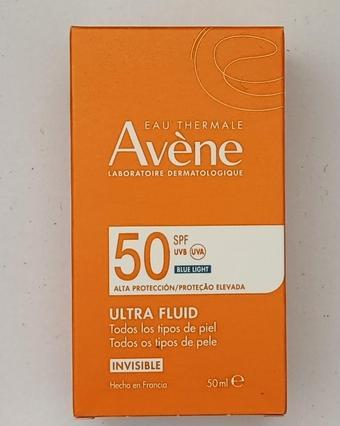 EAU THERMALE
Avène
LABORATOIRE DERMATOLOGIQUE
50 SPF
UVB UVA
BLUE LIGHT
ALTA PROTECCIÓN/PROTEÇÃO ELEVADA
ULTRA FLUID
Todos los tipos de piel
Todos os tipos de pele
INVISIBLE
Hecho en Francia 50 ml ℮